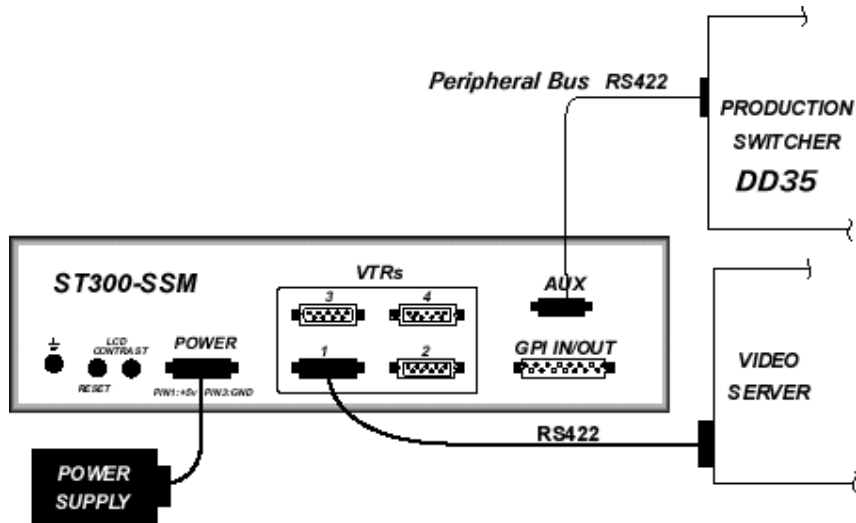 Peripheral Bus RS422
PRODUCTION
SWITCHER
DD35
ST300-SSM
VTRs
3
4
AUX
LCD
CONTRAST
POWER
1
2
GPI IN/OUT
RESET
PIN1:+5v PIN3:GND
VIDEO
SERVER
RS422
POWER
SUPPLY